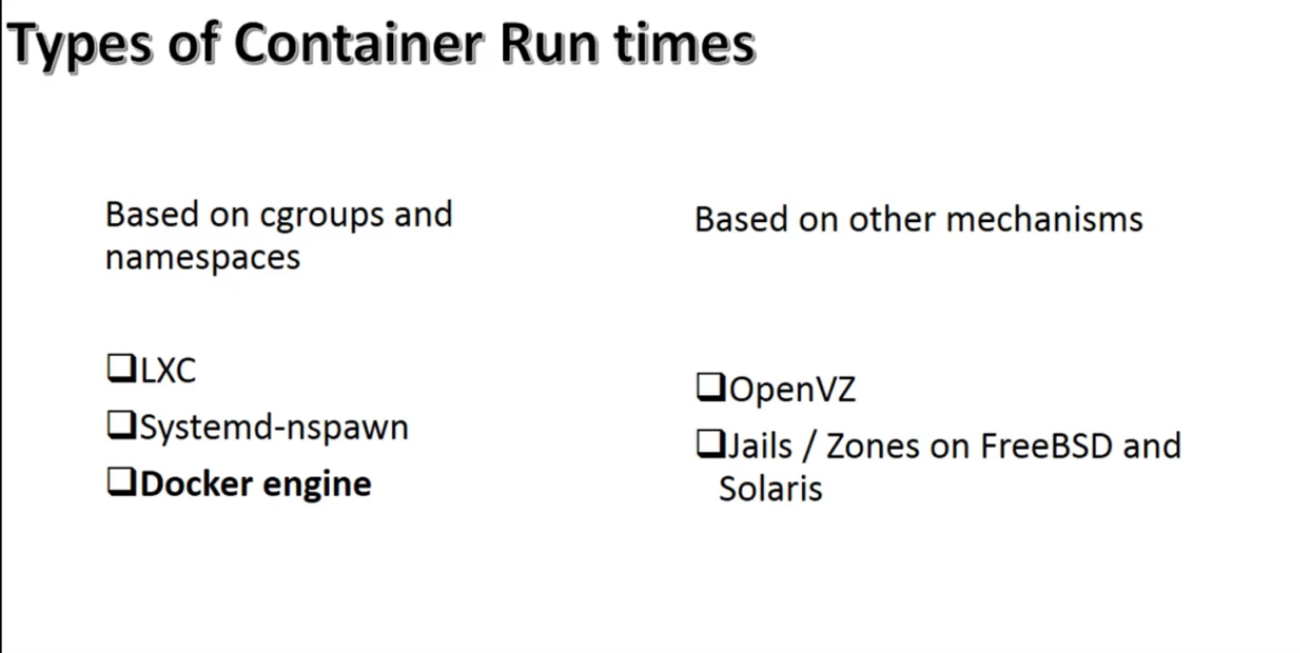 Types of Container Run times
Based on cgroups and
namespaces
❑LXC
❑Systemd-nspawn
❑Docker engine
Based on other mechanisms
❑OpenVZ
❑Jails / Zones on FreeBSD and
Solaris